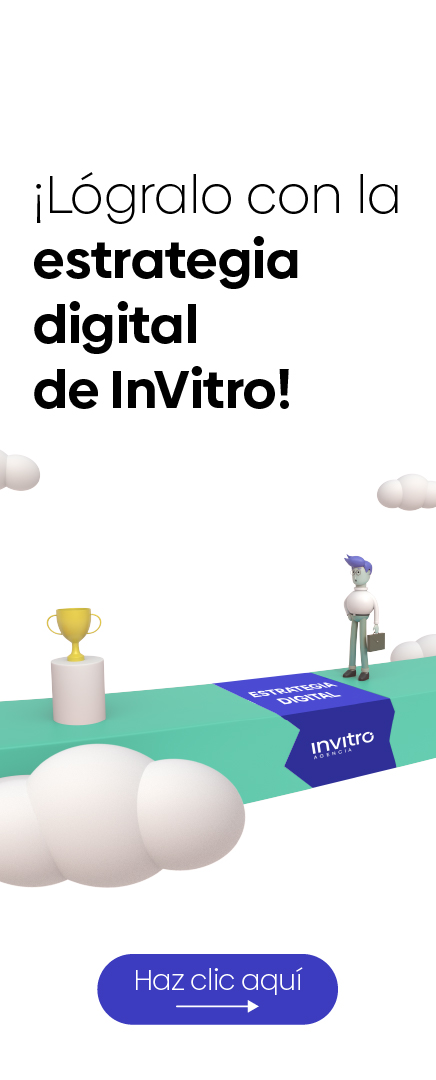 ¡Lógralo con la
estrategia
digital
de InVitro!
ESTRATEGIA
DIGITAL
Invitro
AGENCIA
Haz clic aquí